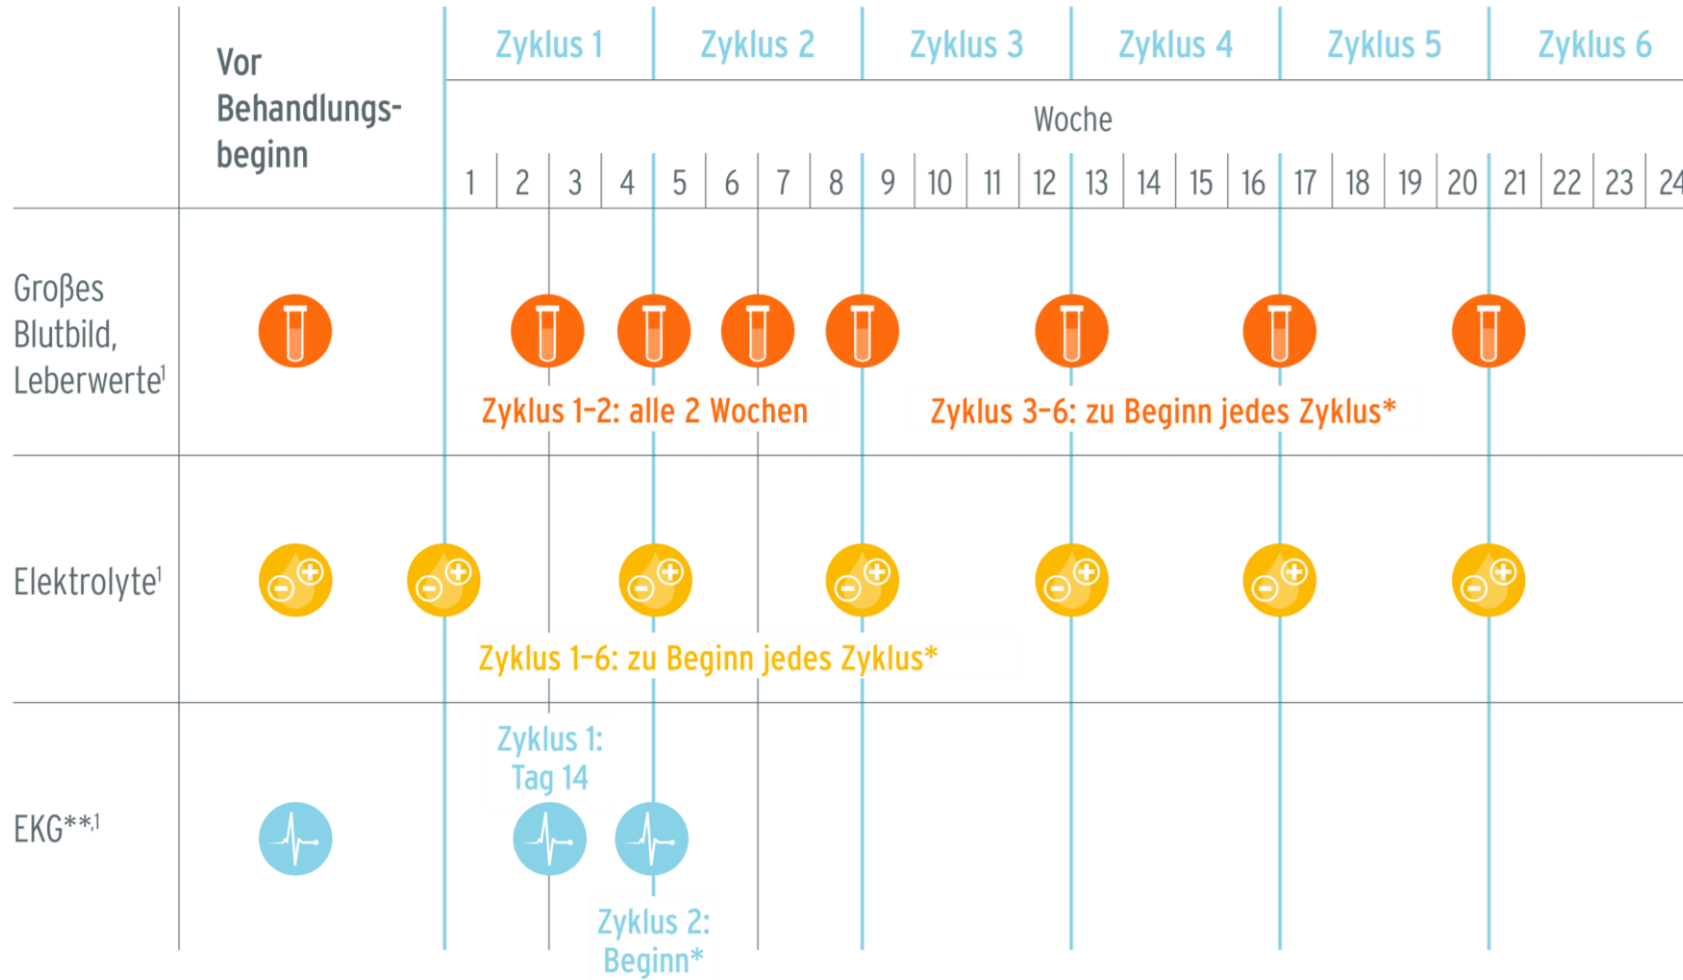 Vor
Behandlungs-
beginn
Zyklus 1 Zyklus 2 Zyklus 3 Zyklus 4 Zyklus 5 Zyklus 6
Woche
1 2 3 4 5 6 7 8 9 10 11 12 13 14 15 16 17 18 19 20 21 22 23 24
Großes
Blutbild,
Leberwerte¹
Zyklus 1–2: alle 2 Wochen
Zyklus 3–6: zu Beginn jedes Zyklus*
Elektrolyte¹
Zyklus 1–6: zu Beginn jedes Zyklus*
EKG**,¹
Zyklus 1:
Tag 14
Zyklus 2:
Beginn*